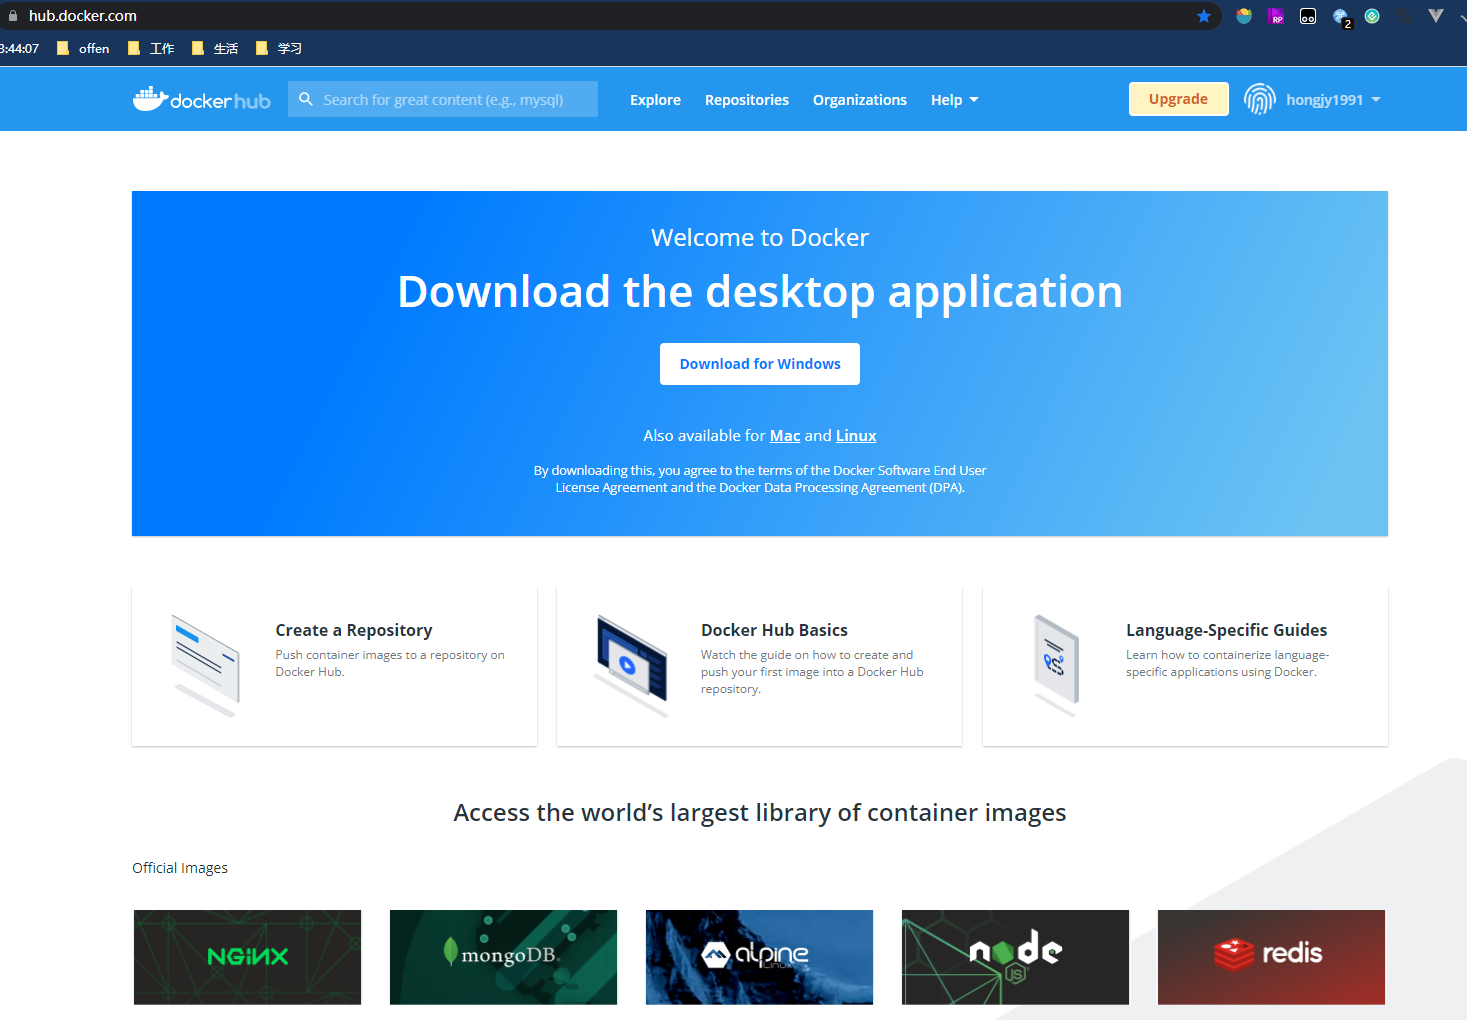 hub.docker.com
RP
2
3:44:07
offen
工作
生活
学习
docker hub
Search for great content (e.g., mysql)
Explore
Repositories
Organizations
Help
Upgrade
hongjy1991
Welcome to Docker
Download the desktop application
Download for Windows
Also available for Mac and Linux
By downloading this, you agree to the terms of the Docker Software End User
License Agreement and the Docker Data Processing Agreement (DPA).
Create a Repository
Push container images to a repository on
Docker Hub.
Docker Hub Basics
Watch the guide on how to create and
push your first image into a Docker Hub
repository.
Language-Specific Guides
Learn how to containerize language-
specific applications using Docker.
Access the world’s largest library of container images
Official Images
NGINX
mongoDB®
alpine
Linux
node
JS
redis